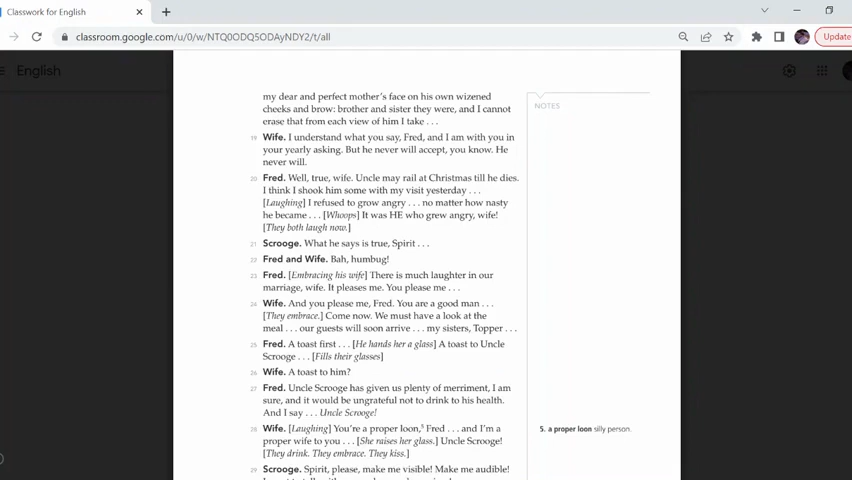 Classwork for English
classroom.google.com/u/0/w/NTQ0ODQ5ODAyNDY2/t/all
Update
English
my dear and perfect mother's face on his own wizened
cheeks and brow: brother and sister they were, and I cannot
erase that from each view of him I take . . .
NOTES
19 Wife. I understand what you say, Fred, and I am with you in
your yearly asking. But he never will accept, you know. He
never will.
20 Fred. Well, true, wife. Uncle may rail at Christmas till he dies.
I think I shook him some with my visit yesterday . . .
[Laughing] I refused to grow angry . . . no matter how nasty
he became . . . [Whoops] It was HE who grew angry, wife!
[They both laugh now.]
21 Scrooge. What he says is true, Spirit . . .
22 Fred and Wife. Bah, humbug!
23 Fred. [Embracing his wife] There is much laughter in our
marriage, wife. It pleases me. You please me . . .
24 Wife. And you please me, Fred. You are a good man . . .
[They embrace.] Come now. We must have a look at the
meal . . . our guests will soon arrive . . . my sisters, Topper . . .
25 Fred. A toast first . . . [He hands her a glass] A toast to Uncle
Scrooge . . . [Fills their glasses]
26 Wife. A toast to him?
27 Fred. Uncle Scrooge has given us plenty of merriment, I am
sure, and it would be ungrateful not to drink to his health.
And I say . . . Uncle Scrooge!
28 Wife. [Laughing] You're a proper loon,5 Fred . . . and I'm a
proper wife to you . . . [She raises her glass.] Uncle Scrooge!
[They drink. They embrace. They kiss.]
5. a proper loon silly person.
29 Scrooge. Spirit, please, make me visible! Make me audible!